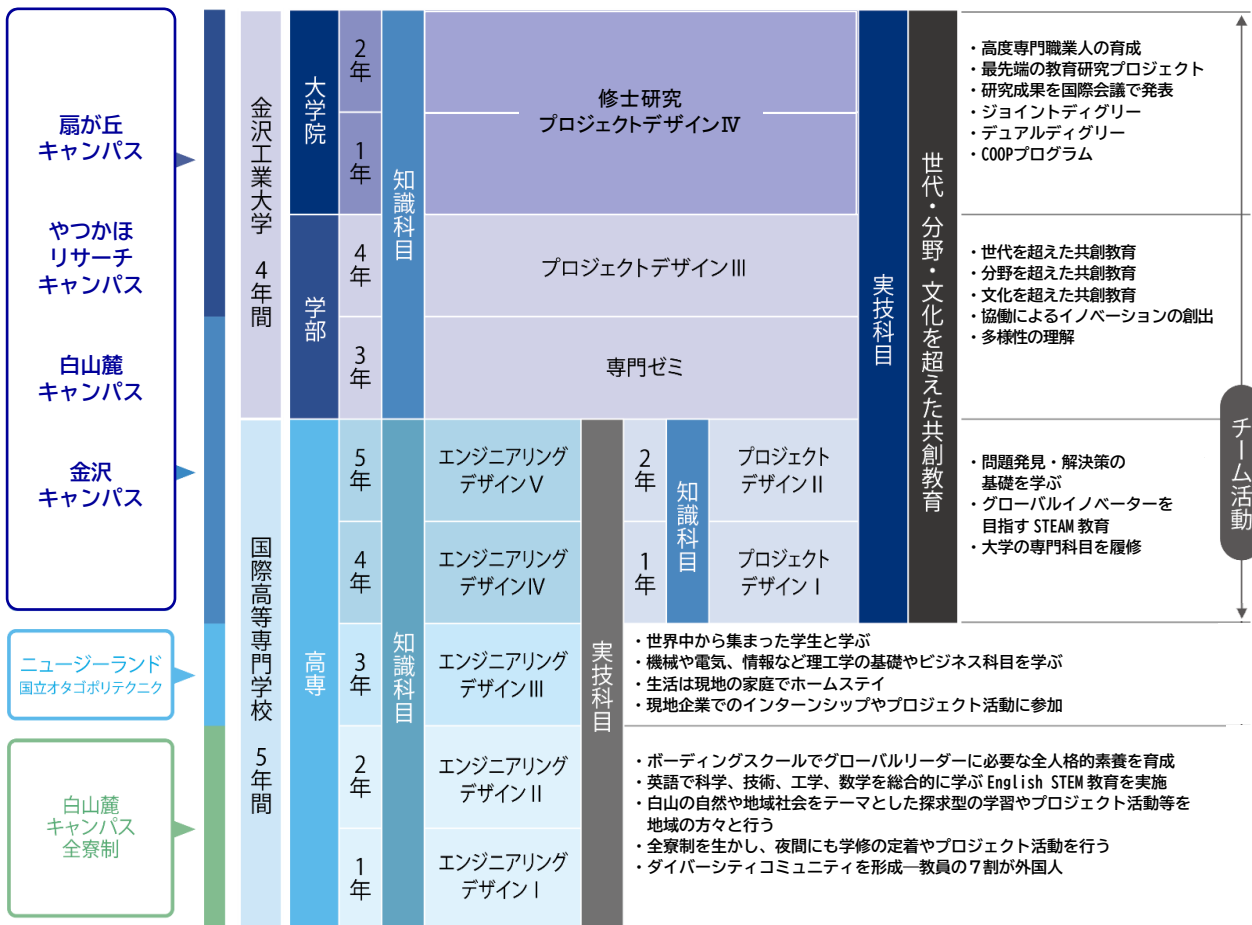 扇が丘
キャンパス
やつかほ
リサーチ
キャンパス
白山麓
キャンパス
金沢
キャンパス
ニュージーランド
国立オタゴポリテクニク
白山麓
キャンパス
全寮制
金沢工業大学 4年間
国際高等専門学校 5年間
大学院
学部
高専
2年
1年
4年
3年
5年
4年
3年
2年
1年
知識科目
知識科目
修士研究
プロジェクトデザインⅣ
プロジェクトデザインⅢ
専門ゼミ
エンジニアリング
デザインⅤ
エンジニアリング
デザインⅣ
エンジニアリング
デザインⅢ
エンジニアリング
デザインⅡ
エンジニアリング
デザインⅠ
実技科目
2年
1年
知識科目
プロジェクト
デザインⅡ
プロジェクト
デザインⅠ
実技科目
世代・分野・文化を超えた共創教育
・高度専門職業人の育成
・最先端の教育研究プロジェクト
・研究成果を国際会議で発表
・ジョイントディグリー
・デュアルディグリー
・COOPプログラム
・世代を超えた共創教育
・分野を超えた共創教育
・文化を超えた共創教育
・協働によるイノベーションの創出
・多様性の理解
・問題発見・解決策の
基礎を学ぶ
・グローバルイノベーターを
目指す STEAM 教育
・大学の専門科目を履修
チーム活動
・世界中から集まった学生と学ぶ
・機械や電気、情報など理工学の基礎やビジネス科目を学ぶ
・生活は現地の家庭でホームステイ
・現地企業でのインターンシップやプロジェクト活動に参加
・ボーディングスクールでグローバルリーダーに必要な全人格的素養を育成
・英語で科学、技術、工学、数学を総合的に学ぶ English STEM 教育を実施
・白山の自然や地域社会をテーマとした探求型の学習やプロジェクト活動等を
地域の方々と行う
・全寮制を生かし、夜間にも学修の定着やプロジェクト活動を行う
・ダイバーシティコミュニティを形成―教員の７割が外国人